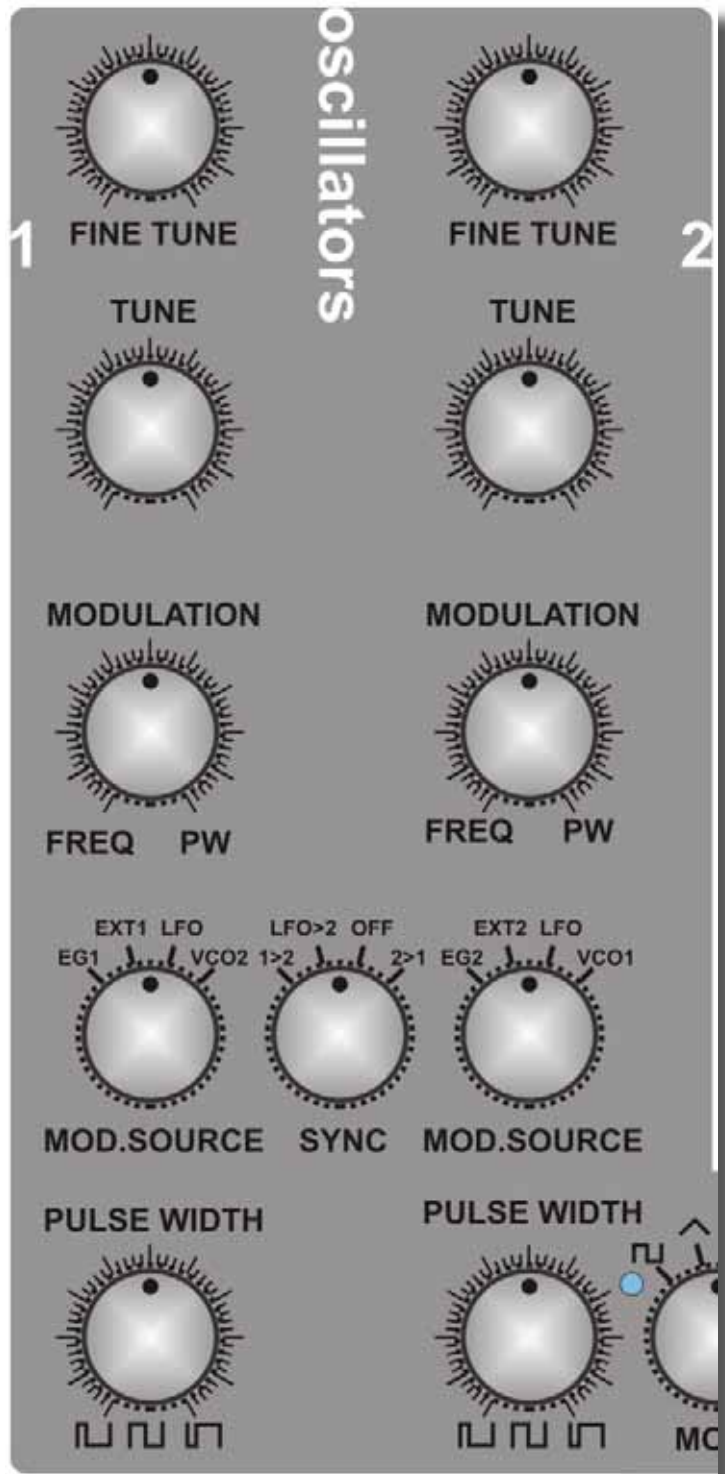 oscillators
FINE TUNE FINE TUNE
1 2
TUNE TUNE
MODULATION MODULATION
FREQ PW FREQ PW
EXT1 LFO LFO>2 OFF EXT2 LFO
EG1 VCO2 1>2 2>1 EG2 VCO1
MOD.SOURCE SYNC MOD.SOURCE
PULSE WIDTH PULSE WIDTH
MO